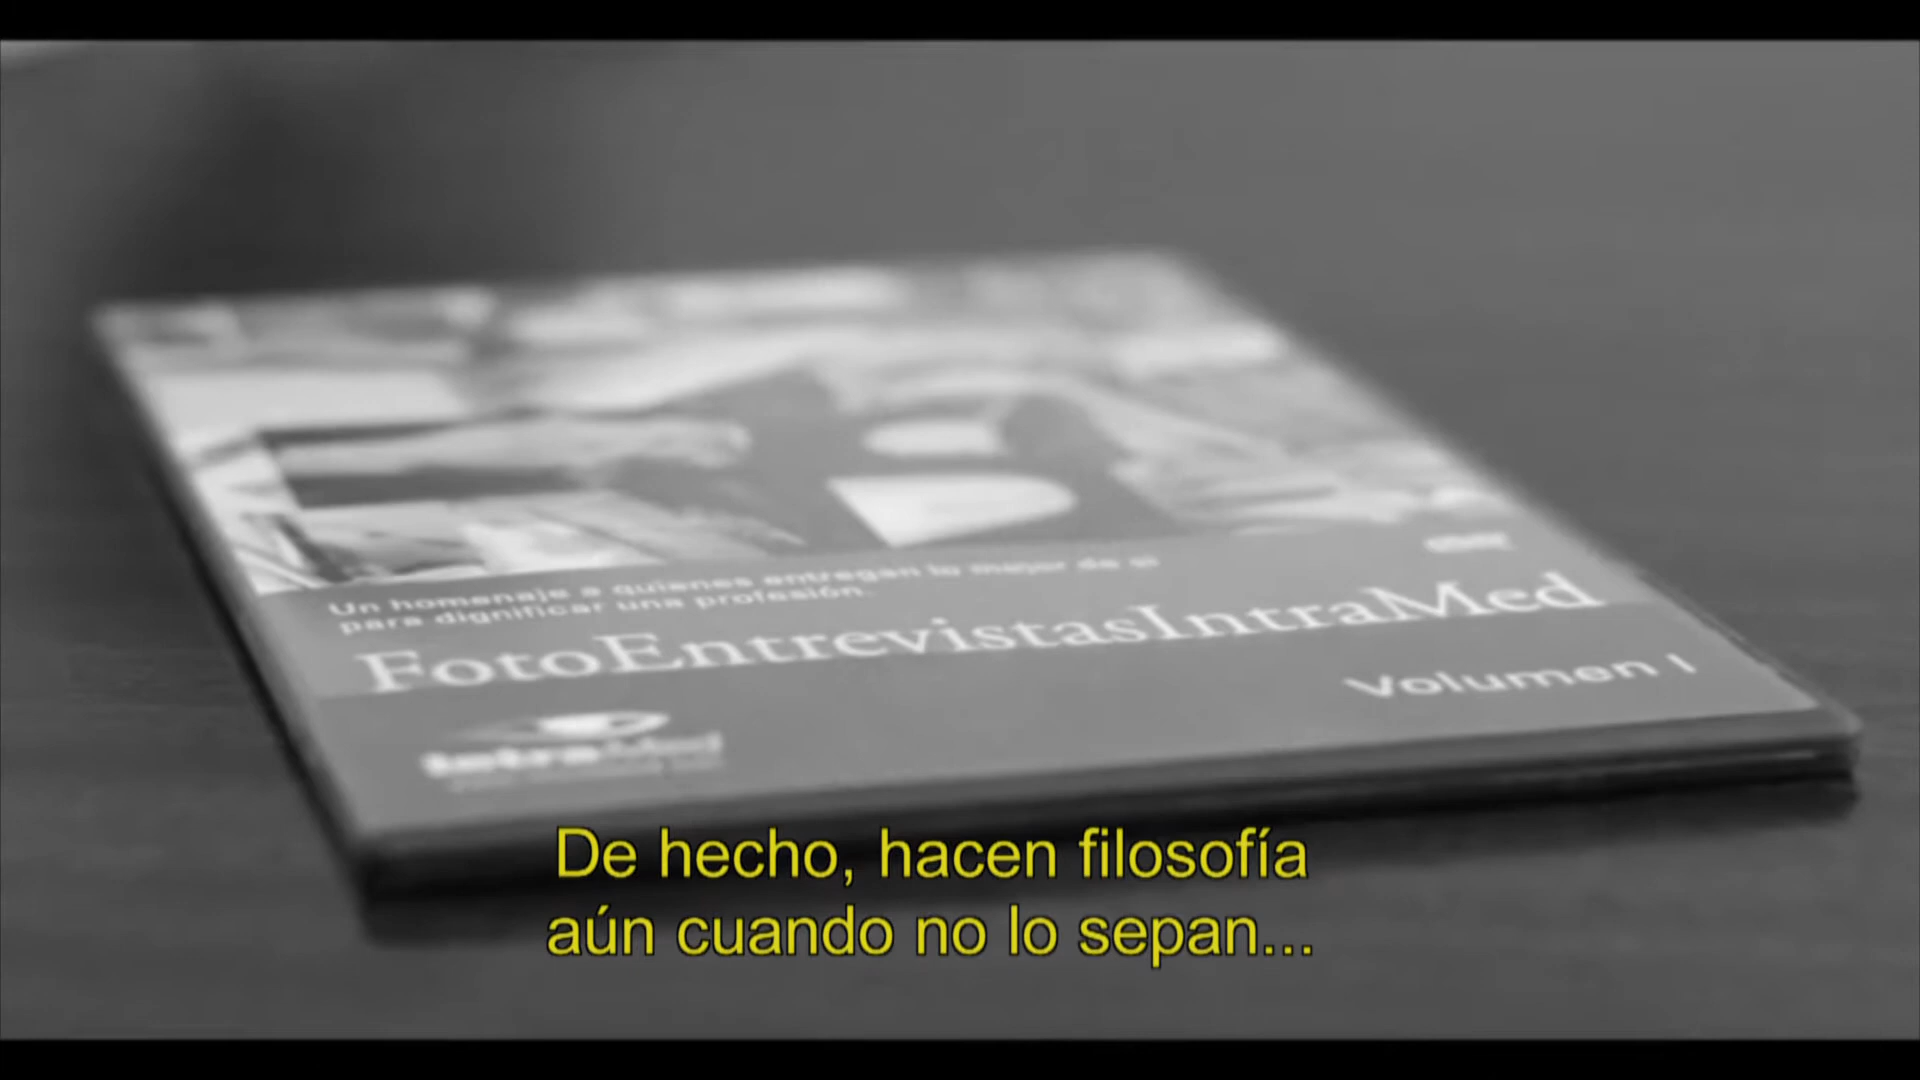 Un homenaje a quienes entregan lo mejor de sí
para dignificar una profesión.
FotoEntrevistasIntraMed
Volumen I
IntraMed
De hecho, hacen filosofía
aún cuando no lo sepan...